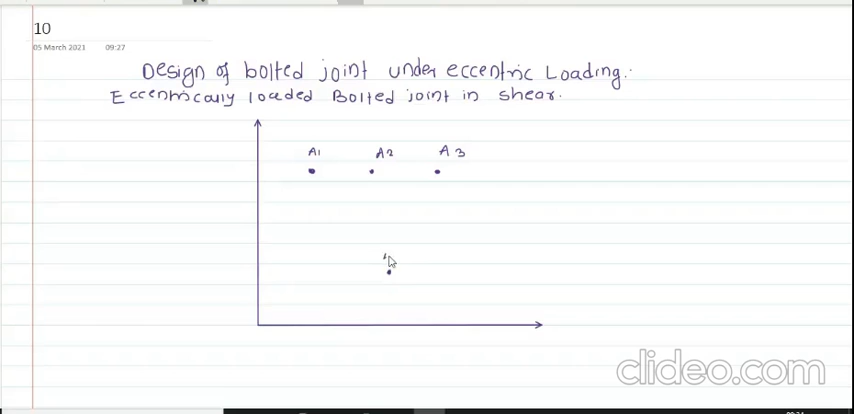 10
05 March 2021 09:27
Design of bolted joint under eccentric Loading.
Eccentrically loaded Bolted joint in shear.
A1 A2 A3
clideo.com